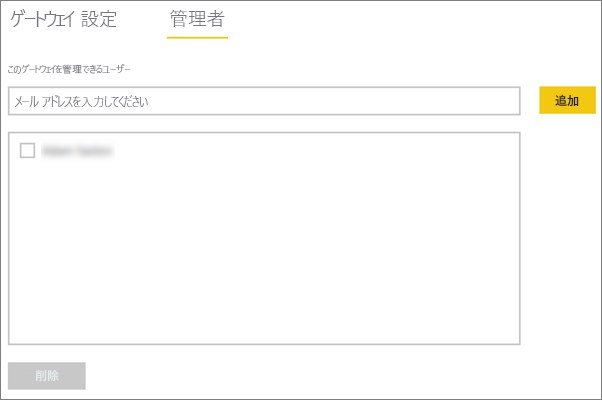 ゲートウェイ 設定 管理者
このゲートウェイを管理できるユーザー
メール アドレスを入力してください 追加
削除